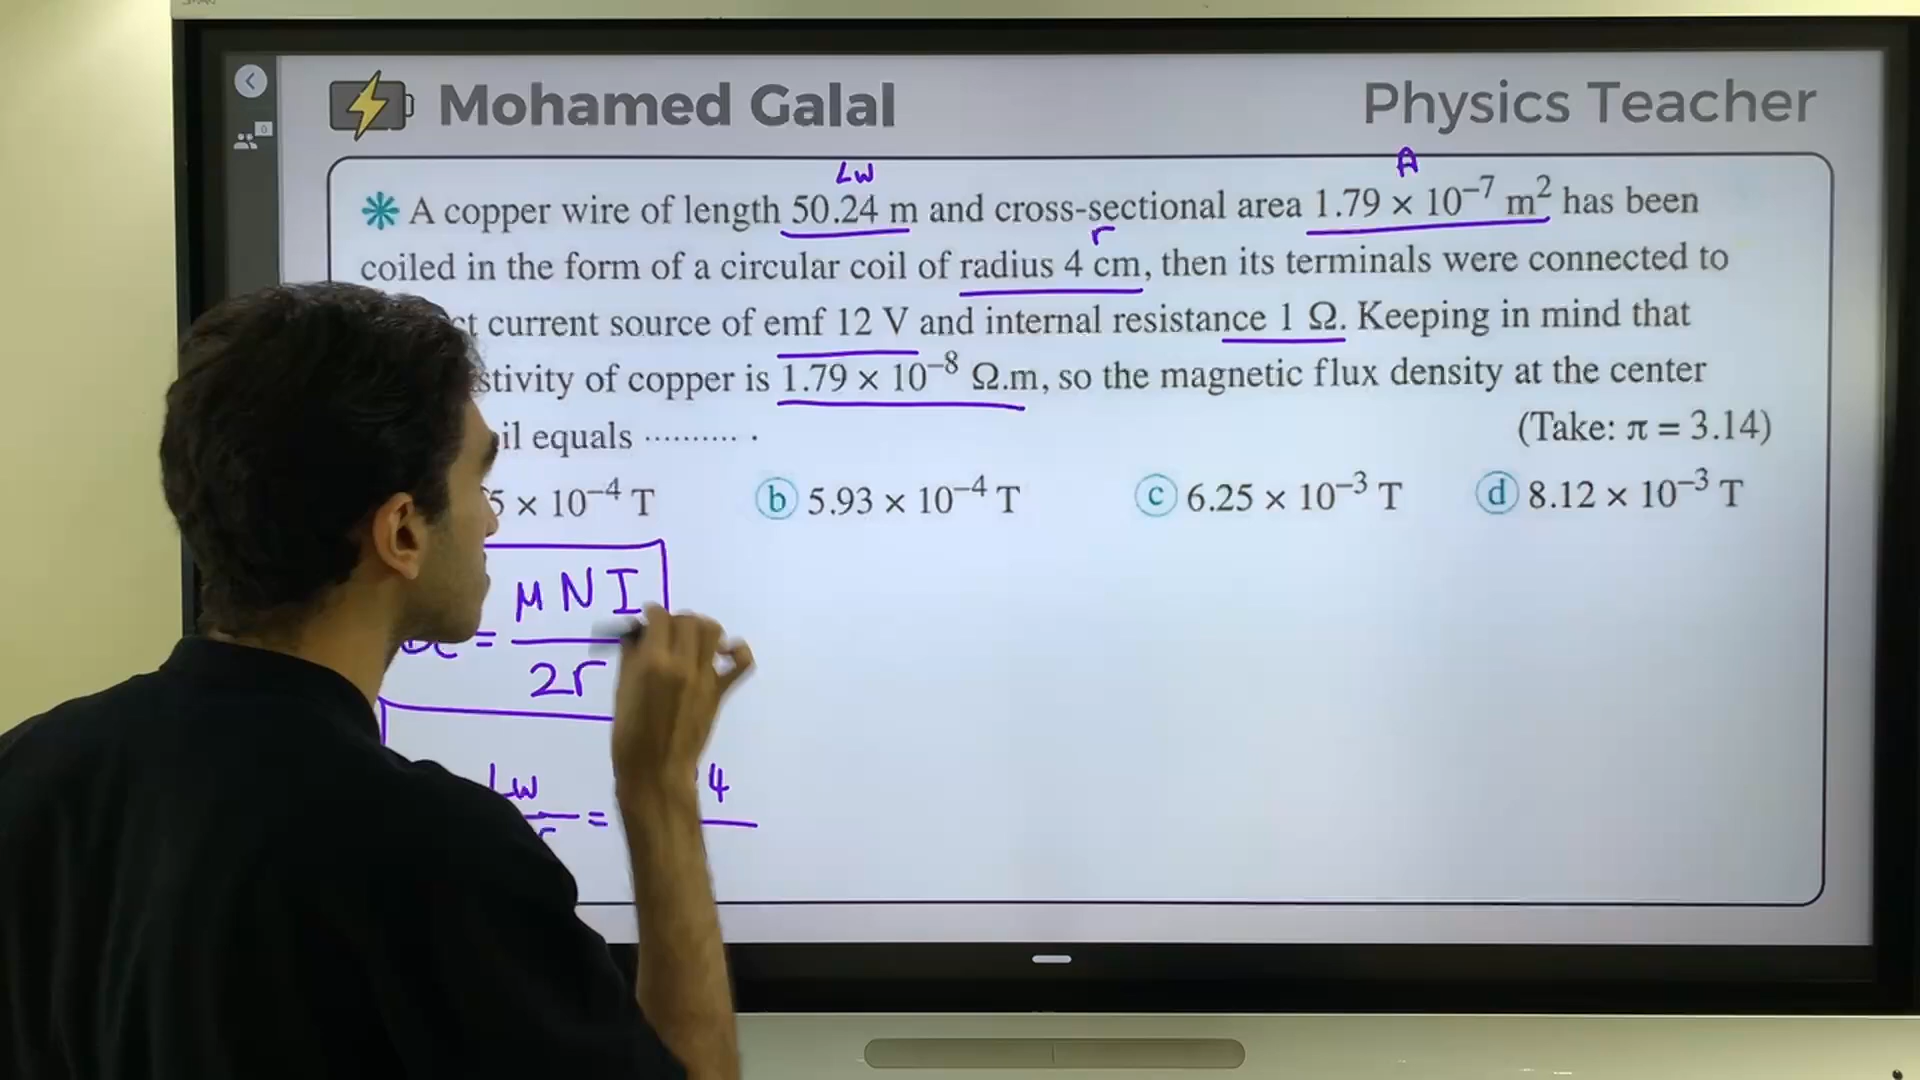 Mohamed Galal
Physics Teacher
Lw
A
A copper wire of length 50.24 m and cross-sectional area 1.79 × 10⁻⁷ m² has been
r
coiled in the form of a circular coil of radius 4 cm, then its terminals were connected to
current source of emf 12 V and internal resistance 1 Ω. Keeping in mind that
of copper is 1.79 × 10⁻⁸ Ω.m, so the magnetic flux density at the center
equals .......... .
(Take: π = 3.14)
5 × 10⁻⁴ T
b 5.93 × 10⁻⁴ T
c 6.25 × 10⁻³ T
d 8.12 × 10⁻³ T
μ N I
=
2r
Lw
=
4